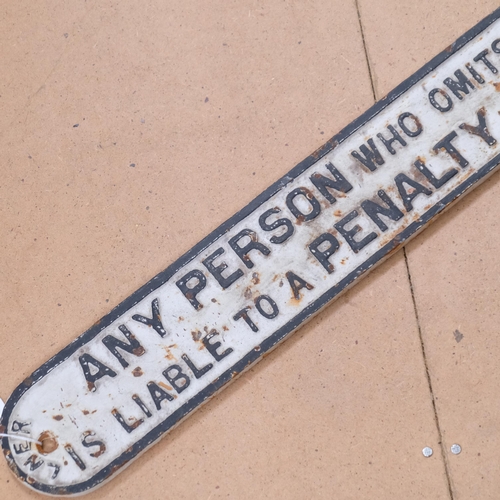 ANY PERSON WHO OMITS
IS LIABLE TO A PENALTY